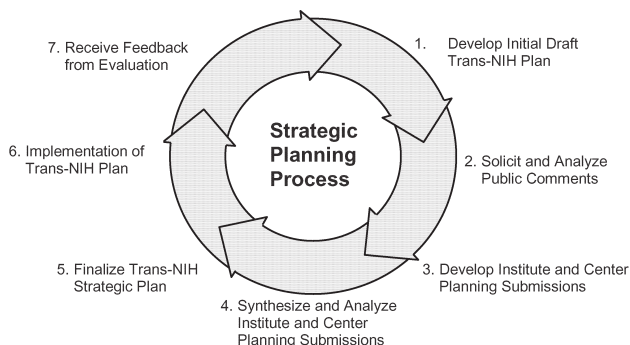 Strategic
Planning
Process
1. Develop Initial Draft
Trans-NIH Plan
2. Solicit and Analyze
Public Comments
3. Develop Institute and Center
Planning Submissions
4. Synthesize and Analyze
Institute and Center
Planning Submissions
5. Finalize Trans-NIH
Strategic Plan
6. Implementation of
Trans-NIH Plan
7. Receive Feedback
from Evaluation